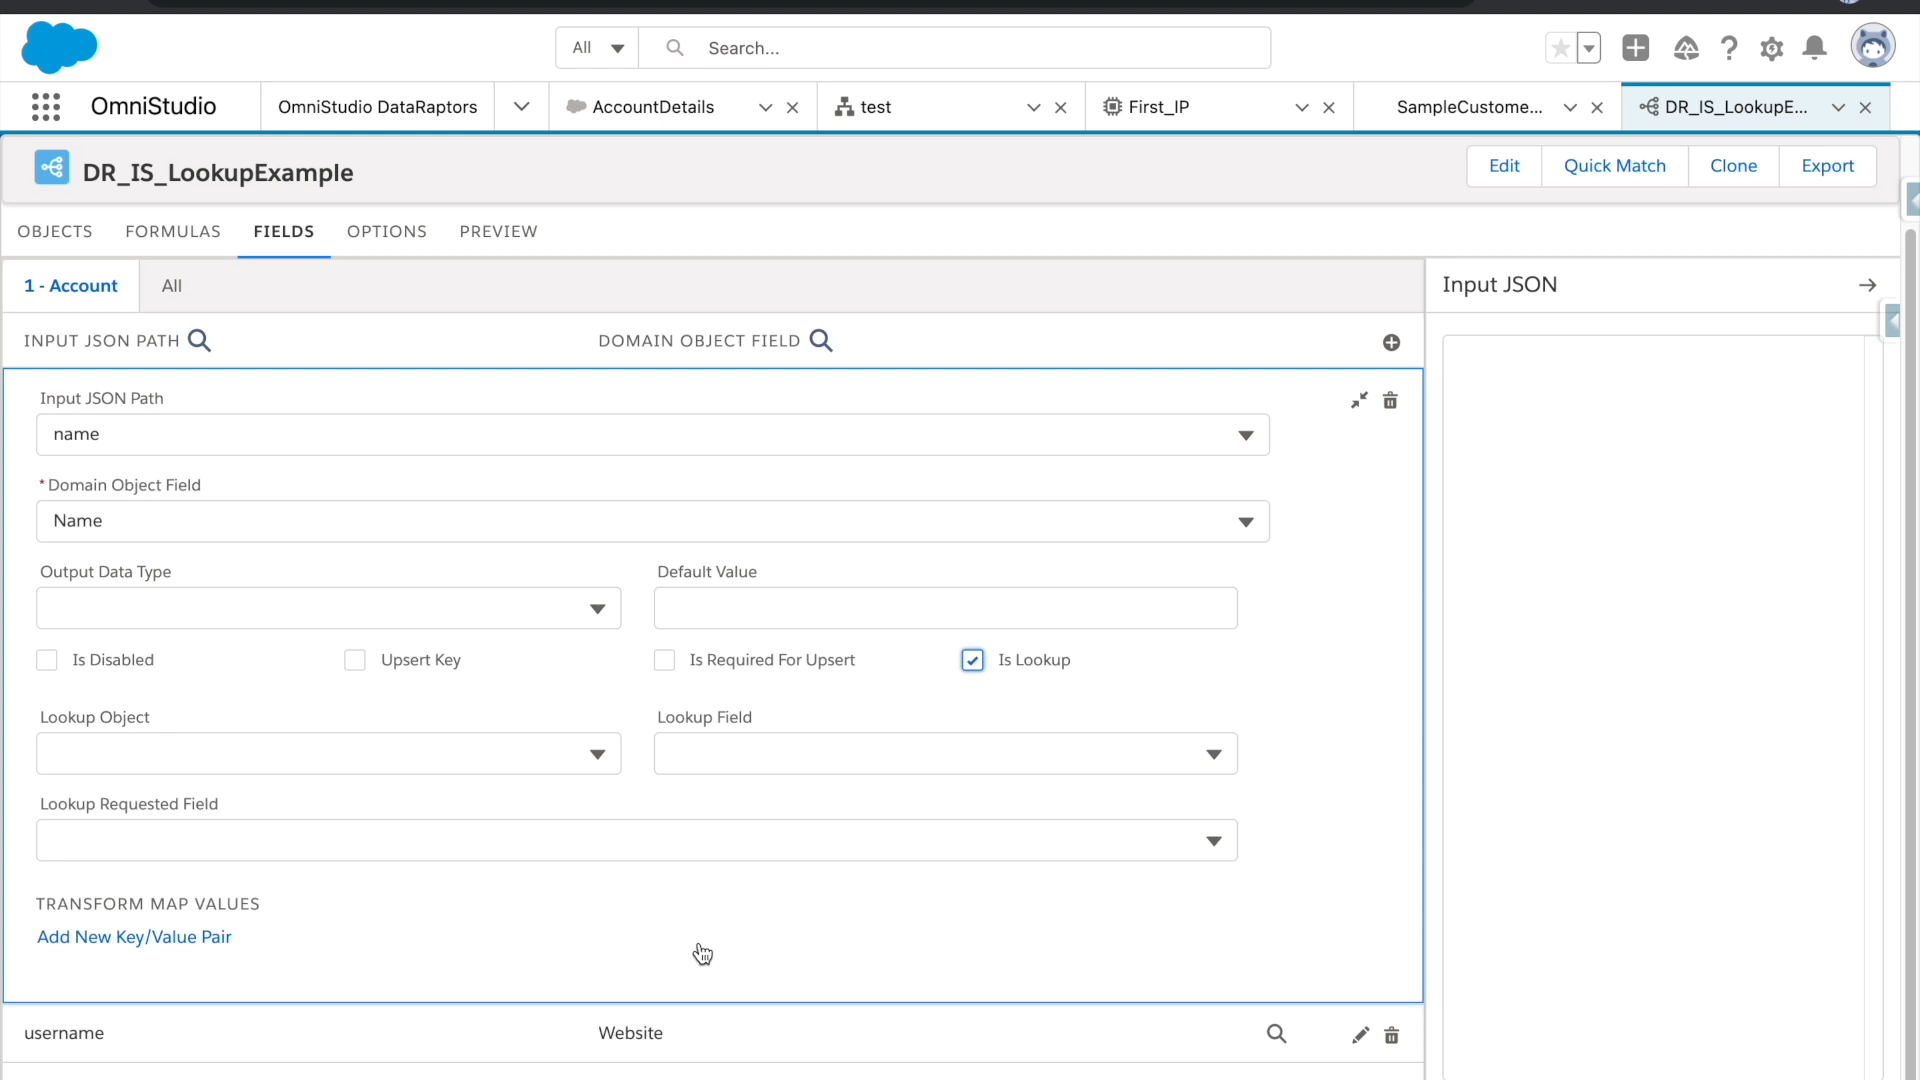 All
Search...
OmniStudio
OmniStudio DataRaptors
AccountDetails
test
First_IP
SampleCustome...
DR_IS_LookupE...
DR_IS_LookupExample
Edit
Quick Match
Clone
Export
OBJECTS
FORMULAS
FIELDS
OPTIONS
PREVIEW
1 - Account
All
Input JSON
INPUT JSON PATH
DOMAIN OBJECT FIELD
Input JSON Path
name
* Domain Object Field
Name
Output Data Type
Default Value
Is Disabled
Upsert Key
Is Required For Upsert
Is Lookup
Lookup Object
Lookup Field
Lookup Requested Field
TRANSFORM MAP VALUES
Add New Key/Value Pair
username
Website